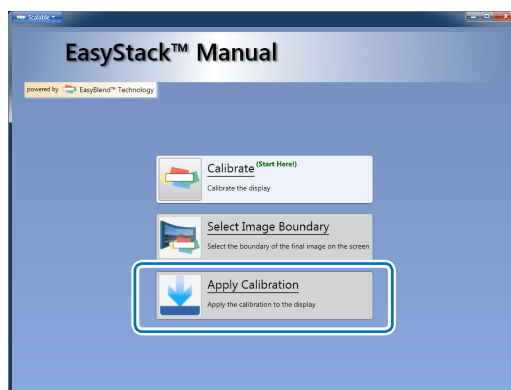 Scalable
EasyStack™ Manual
powered by EasyBlend™ Technology
Calibrate (Start Here!)
Calibrate the display
Select Image Boundary
Select the boundary of the final image on the screen
Apply Calibration
Apply the calibration to the display